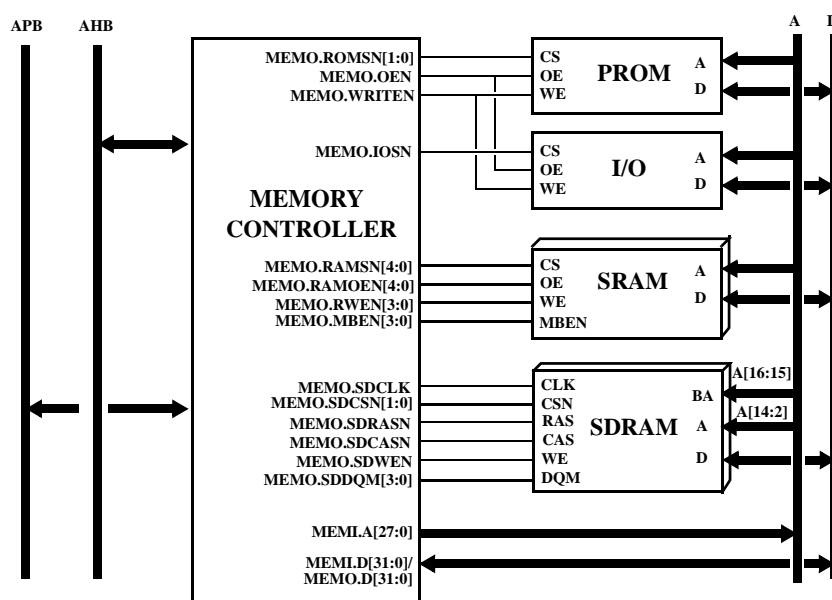 APB
AHB
A
MEMO.ROMSN[1:0]
MEMO.OEN
MEMO.WRITEN
CS
OE
WE
PROM
A
D
MEMO.IOSN
CS
OE
WE
I/O
A
D
MEMORY
CONTROLLER
MEMO.RAMSN[4:0]
MEMO.RAMOEN[4:0]
MEMO.RWEN[3:0]
MEMO.MBEN[3:0]
CS
OE
WE
MBEN
SRAM
A
D
MEMO.SDCLK
MEMO.SDCSN[1:0]
MEMO.SDRASN
MEMO.SDCASN
MEMO.SDWEN
MEMO.SDDQM[3:0]
CLK
CSN
RAS
CAS
WE
DQM
SDRAM
BA
A
D
A[16:15]
A[14:2]
MEMI.A[27:0]
MEMI.D[31:0]/
MEMO.D[31:0]